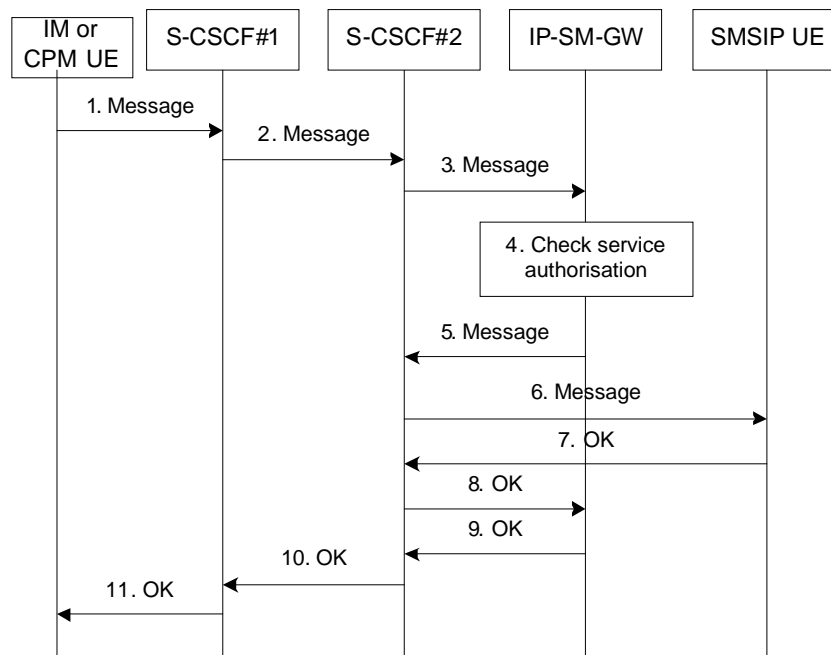 IM or
CPM UE
S-CSCF#1
S-CSCF#2
IP-SM-GW
SMSIP UE
1. Message
2. Message
3. Message
4. Check service
authorisation
5. Message
6. Message
7. OK
8. OK
9. OK
10. OK
11. OK